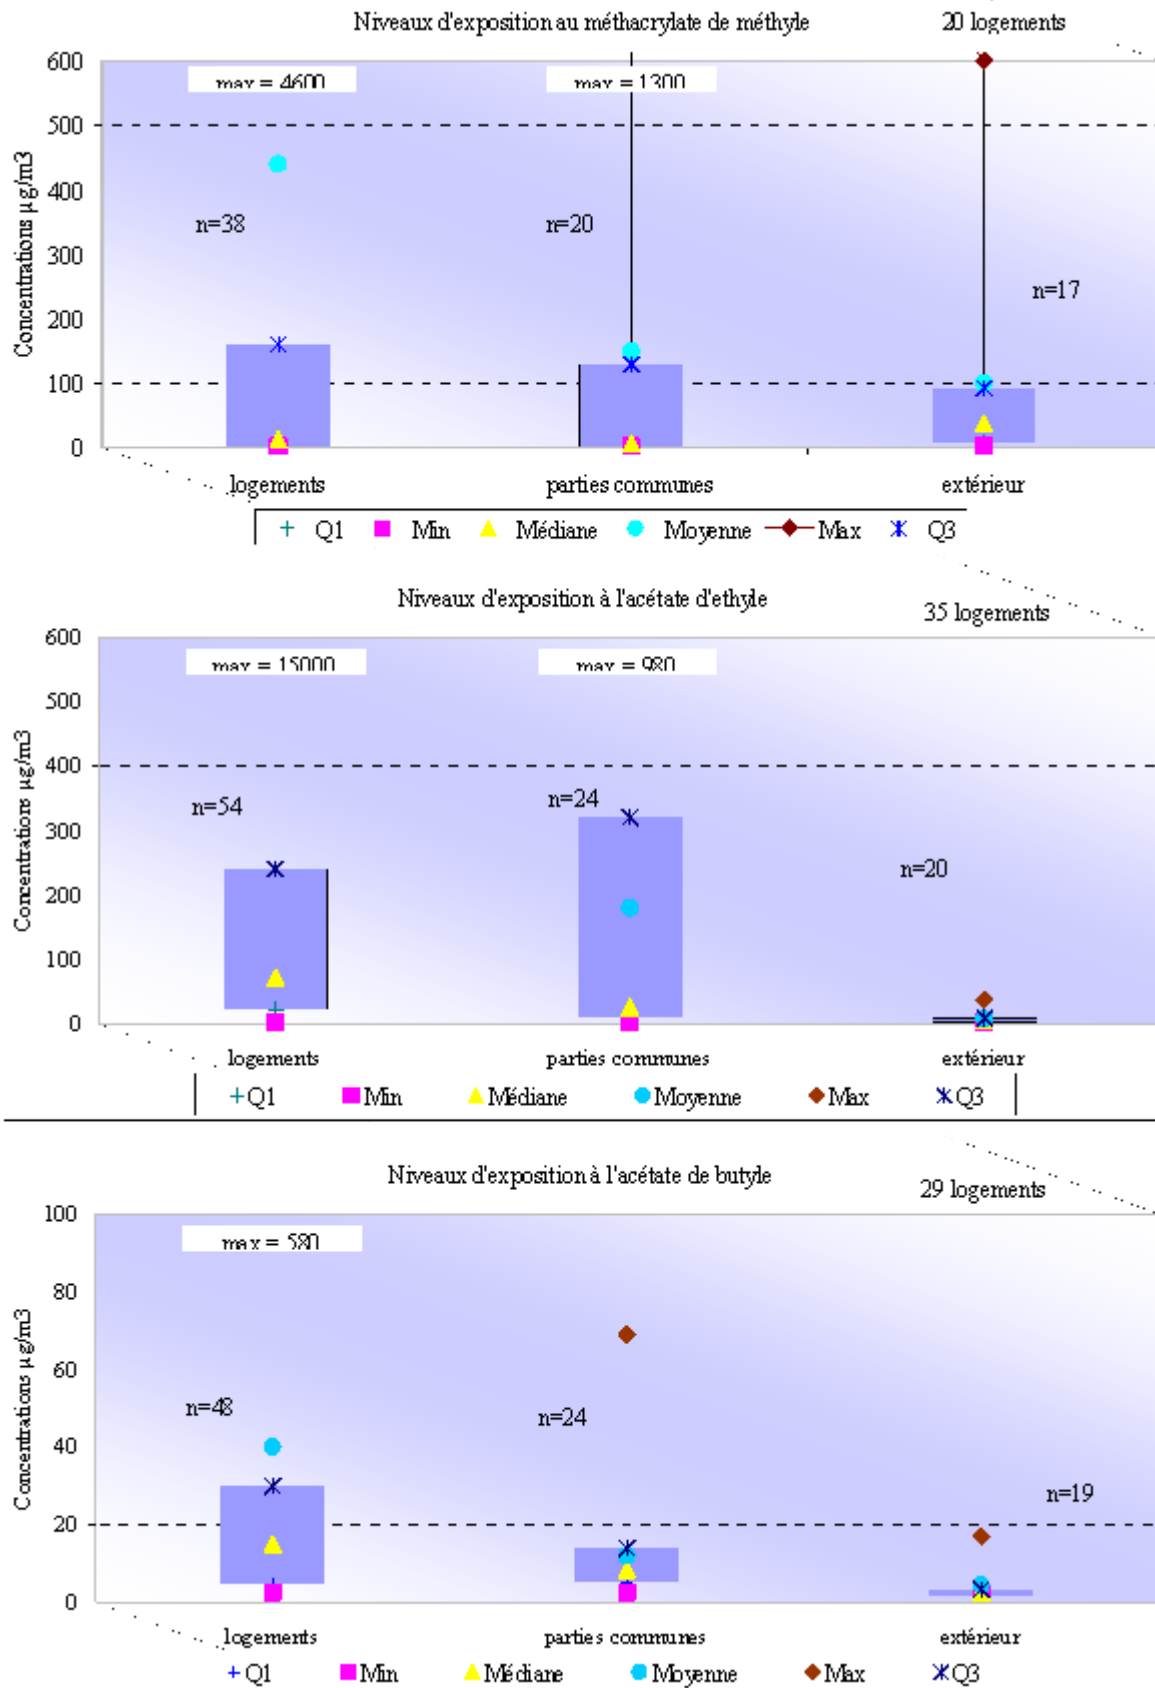 Niveaux d'exposition au méthacrylate de méthyle 20 logements
600
500
400
300
200
100
0
Concentrations µg/m3
max = 4600
max = 1300
n=38
n=20
n=17
logements parties communes extérieur
Q1 Min Médiane Moyenne Max Q3
Niveaux d'exposition à l'acétate d'ethyle 35 logements
600
500
400
300
200
100
0
Concentrations µg/m3
max = 15000
max = 980
n=54
n=24
n=20
logements parties communes extérieur
Q1 Min Médiane Moyenne Max Q3
Niveaux d'exposition à l'acétate de butyle 29 logements
100
80
60
40
20
0
Concentrations µg/m3
max = 580
n=48
n=24
n=19
logements parties communes extérieur
Q1 Min Médiane Moyenne Max Q3